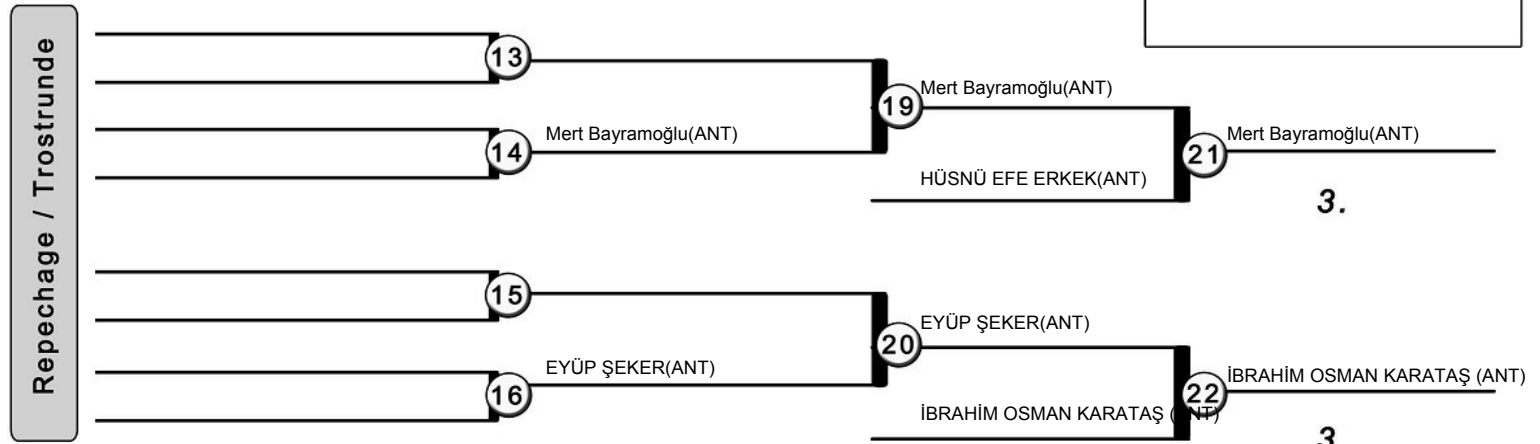 Repechage / Trostrunde
13
Mert Bayramoğlu(ANT)
19
Mert Bayramoğlu(ANT)
14
Mert Bayramoğlu(ANT)
21
HÜSNÜ EFE ERKEK(ANT)
3.
15
EYÜP ŞEKER(ANT)
20
EYÜP ŞEKER(ANT)
16
İBRAHİM OSMAN KARATAŞ (ANT)
22
İBRAHİM OSMAN KARATAŞ (ANT)
3.